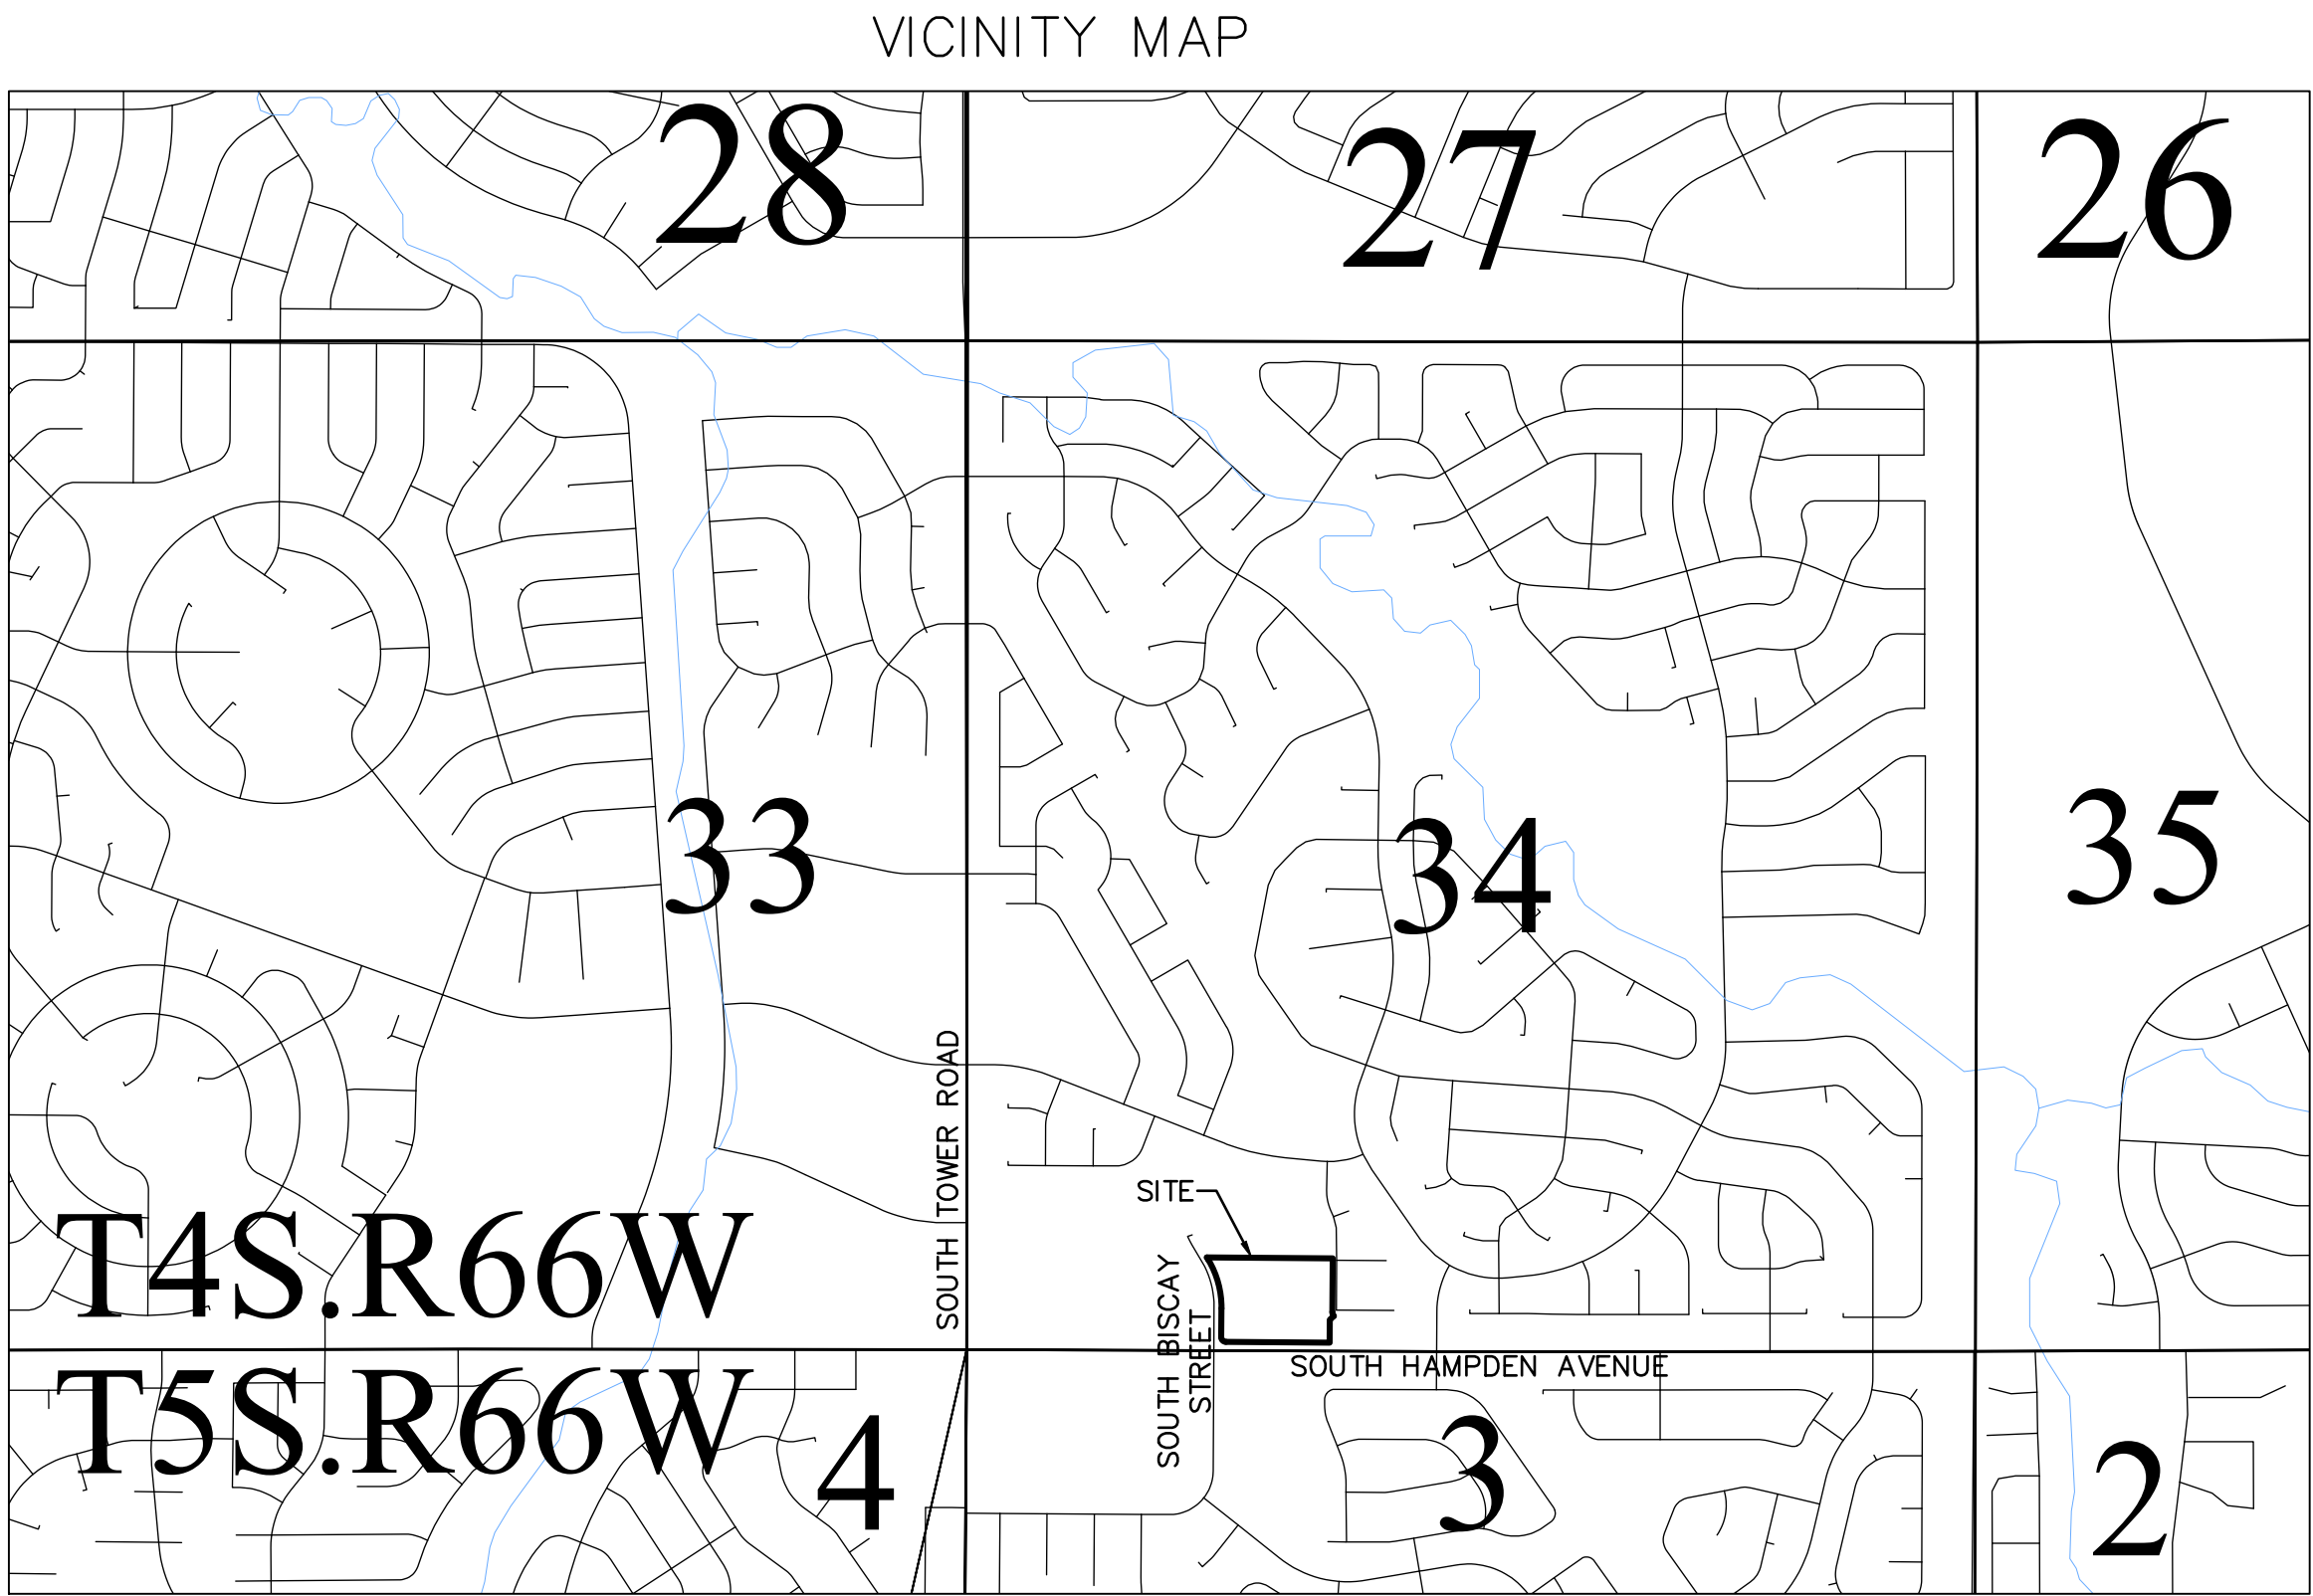 VICINITY MAP
28
27
26
33
34
35
SOUTH TOWER ROAD
SITE
T4S.R66W
SOUTH BISCAY
STREET
SOUTH HAMPDEN AVENUE
T5S.R66W
4
3
2